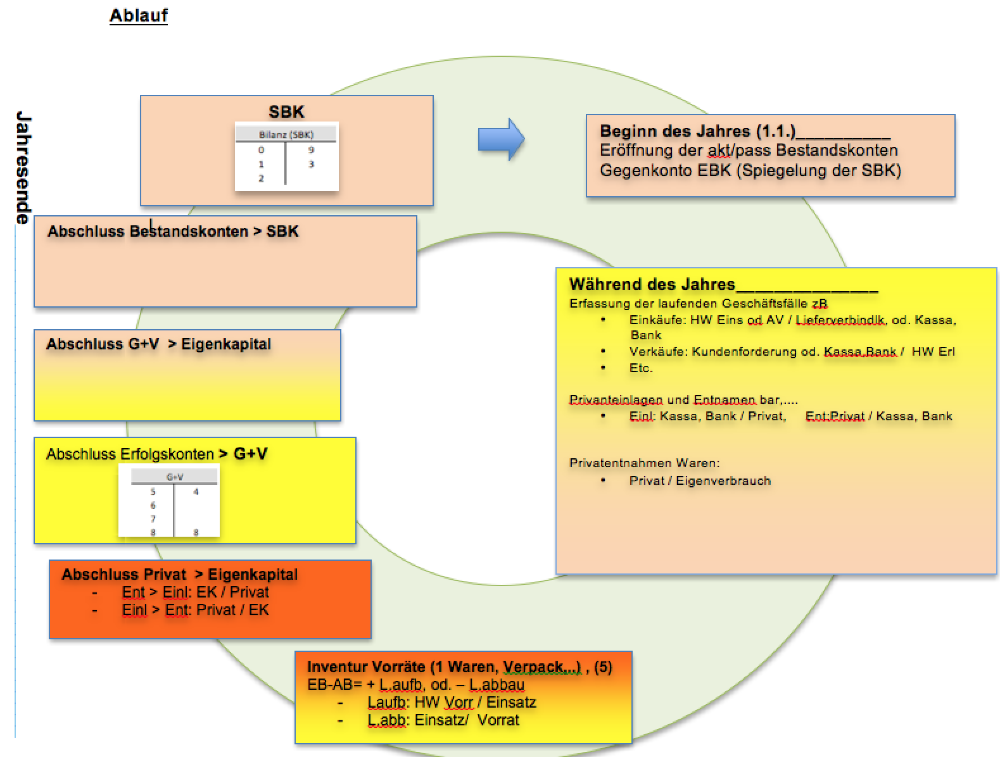 Ablauf
Jahresende
SBK
Bilanz (SBK)
0 9
1 3
2
Beginn des Jahres (1.1.)__________
Eröffnung der akt/pass Bestandskonten
Gegenkonto EBK (Spiegelung der SBK)
Abschluss Bestandskonten > SBK
Während des Jahres_______________
Erfassung der laufenden Geschäftsfälle zB
• Einkäufe: HW Eins od AV / Lieferverbindlk, od. Kassa,
Bank
• Verkäufe: Kundenforderung od. Kassa,Bank / HW Erl
• Etc.
Privanteinlagen und Entnamen bar,....
• Einl: Kassa, Bank / Privat, Ent:Privat / Kassa, Bank
Privatentnahmen Waren:
• Privat / Eigenverbrauch
Abschluss G+V > Eigenkapital
Abschluss Erfolgskonten > G+V
G+V
5 4
6
7
8 8
Abschluss Privat > Eigenkapital
- Ent > Einl: EK / Privat
- Einl > Ent: Privat / EK
Inventur Vorräte (1 Waren, Verpack...) , (5)
EB-AB= + L.aufb, od. – L.abbau
- Laufb: HW Vorr / Einsatz
- L.abb: Einsatz/ Vorrat